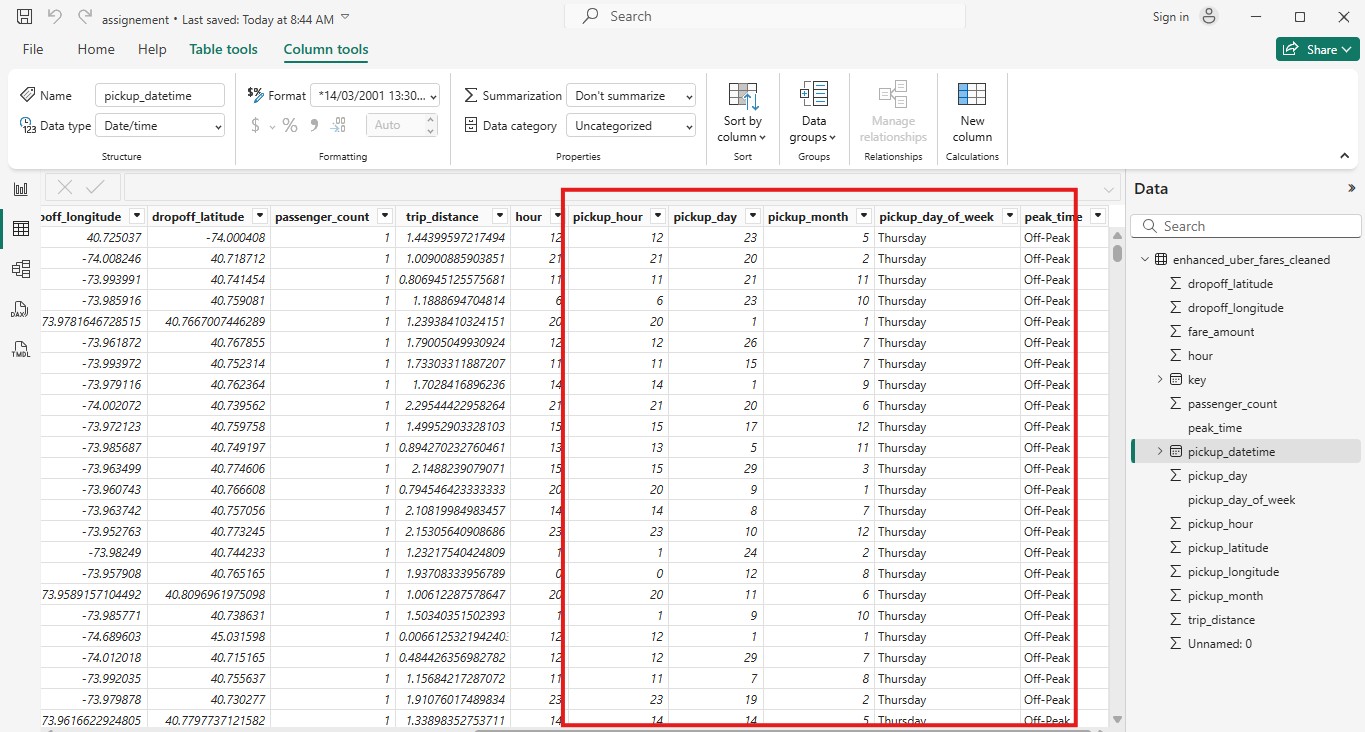 assignement • Last saved: Today at 8:44 AM
Search
Sign in
File Home Help Table tools Column tools
Share
Name pickup_datetime
Data type Date/time
Structure
$% Format *14/03/2001 13:30...
$ % 9 Auto
Formatting
Summarization Don't summarize
Data category Uncategorized
Properties
Sort by
column
Sort
Data
groups
Groups
Manage
relationships
Relationships
New
column
Calculations
poff_longitude dropoff_latitude passenger_count trip_distance hour pickup_hour pickup_day pickup_month pickup_day_of_week peak_time
40.725037 -74.000408 1 1.44399597217494 12 12 23 5 Thursday Off-Peak
-74.008246 40.718712 1 1.00900885903851 21 21 20 2 Thursday Off-Peak
-73.993991 40.741454 1 0.806945125575681 11 11 21 11 Thursday Off-Peak
-73.985916 40.759081 1 1.1888694704814 6 6 23 10 Thursday Off-Peak
73.9781646728515 40.7667007446289 1 1.23938410324151 20 20 1 1 Thursday Off-Peak
-73.961872 40.767855 1 1.79005049930924 12 12 26 7 Thursday Off-Peak
-73.993972 40.752314 1 1.73303311887207 11 11 15 7 Thursday Off-Peak
-73.979116 40.762364 1 1.7028416896236 14 14 1 9 Thursday Off-Peak
-74.002072 40.739562 1 2.29544422958264 21 21 20 6 Thursday Off-Peak
-73.972123 40.759758 1 1.49952903328103 15 15 17 12 Thursday Off-Peak
-73.985687 40.749197 1 0.894270232760461 13 13 5 11 Thursday Off-Peak
-73.963499 40.774606 1 2.1488239079071 15 15 29 3 Thursday Off-Peak
-73.960743 40.766608 1 0.794546423333333 20 20 9 1 Thursday Off-Peak
-73.963742 40.757056 1 2.10819984983457 14 14 8 7 Thursday Off-Peak
-73.952763 40.773245 1 2.15305640908686 23 23 10 12 Thursday Off-Peak
-73.98249 40.744233 1 1.23217540424809 1 1 24 2 Thursday Off-Peak
-73.957908 40.765165 1 1.93708333956789 0 0 12 8 Thursday Off-Peak
73.9589157104492 40.8096961975098 1 1.00612287578647 20 20 11 6 Thursday Off-Peak
-73.985771 40.738631 1 1.50340351502393 1 1 9 10 Thursday Off-Peak
-74.689603 45.031598 1 0.006612532194240 12 12 1 1 Thursday Off-Peak
-74.012018 40.715165 1 0.484426356982782 12 12 29 7 Thursday Off-Peak
-73.992035 40.755637 1 1.15684217287072 11 11 7 8 Thursday Off-Peak
-73.979878 40.730277 1 1.91076017489834 23 23 19 2 Thursday Off-Peak
73.9616622924805 40.7797737121582 1 1.33898352753711 14 14 14 5 Thursday Off-Peak
DAX
TMDL
Data
Search
enhanced_uber_fares_cleaned
dropoff_latitude
dropoff_longitude
fare_amount
hour
key
passenger_count
peak_time
pickup_datetime
pickup_day
pickup_day_of_week
pickup_hour
pickup_latitude
pickup_longitude
pickup_month
trip_distance
Unnamed: 0